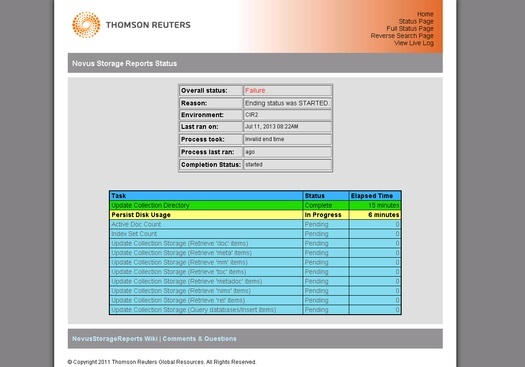 THOMSON REUTERS
Home
Status Page
Full Status Page
Reverse Search Page
View Live Log
Novus Storage Reports Status
Overall status: Failure
Reason: Ending status was STARTED.
Environment: CIR2
Last ran on: Jul 11, 2013 08:22AM
Process took: Invalid end time
Process last ran: ago
Completion Status: started
Task Status Elapsed Time
Update Collection Directory Complete 15 minutes
Persist Disk Usage In Progress 6 minutes
Active Doc Count Pending 0
Index Set Count Pending 0
Update Collection Storage (Retrieve 'doc' items) Pending 0
Update Collection Storage (Retrieve 'meta' items) Pending 0
Update Collection Storage (Retrieve 'mm' items) Pending 0
Update Collection Storage (Retrieve 'toc' items) Pending 0
Update Collection Storage (Retrieve 'metadoc' items) Pending 0
Update Collection Storage (Retrieve 'nims' items) Pending 0
Update Collection Storage (Retrieve 'rel' items) Pending 0
Update Collection Storage (Query databases/Insert items) Pending 0
NovusStorageReports Wiki | Comments & Questions
© Copyright 2011 Thomson Reuters Global Resources. All Rights Reserved.